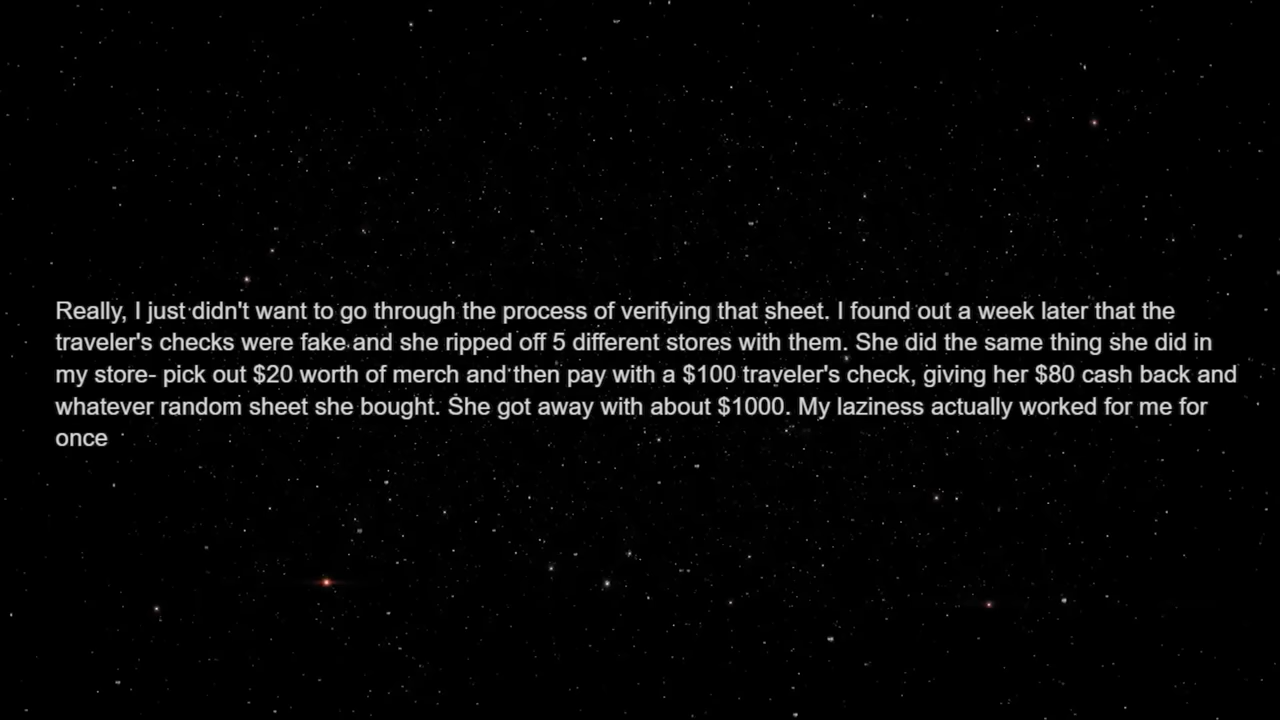 Really, I just didn't want to go through the process of verifying that sheet. I found out a week later that the
traveler's checks were fake and she ripped off 5 different stores with them. She did the same thing she did in
my store- pick out $20 worth of merch and then pay with a $100 traveler's check, giving her $80 cash back and
whatever random sheet she bought. She got away with about $1000. My laziness actually worked for me for
once